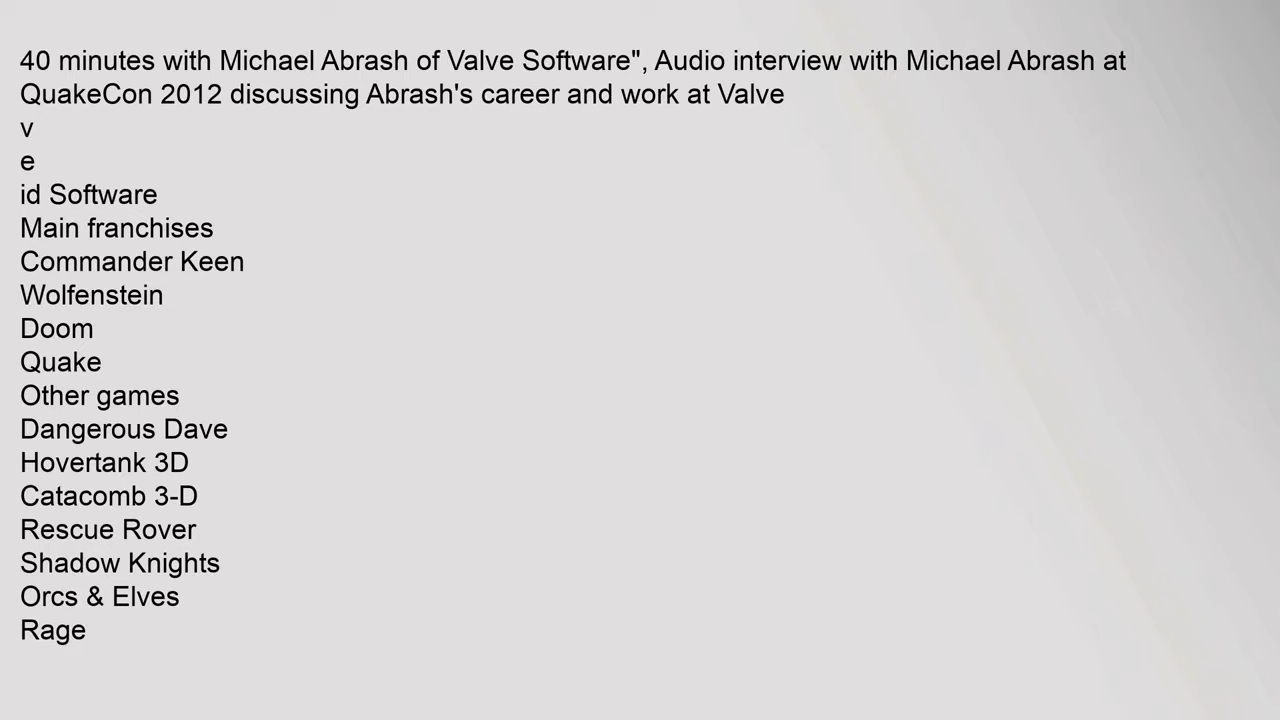 40 minutes with Michael Abrash of Valve Software", Audio interview with Michael Abrash at
QuakeCon 2012 discussing Abrash's career and work at Valve
v
e
id Software
Main franchises
Commander Keen
Wolfenstein
Doom
Quake
Other games
Dangerous Dave
Hovertank 3D
Catacomb 3-D
Rescue Rover
Shadow Knights
Orcs & Elves
Rage